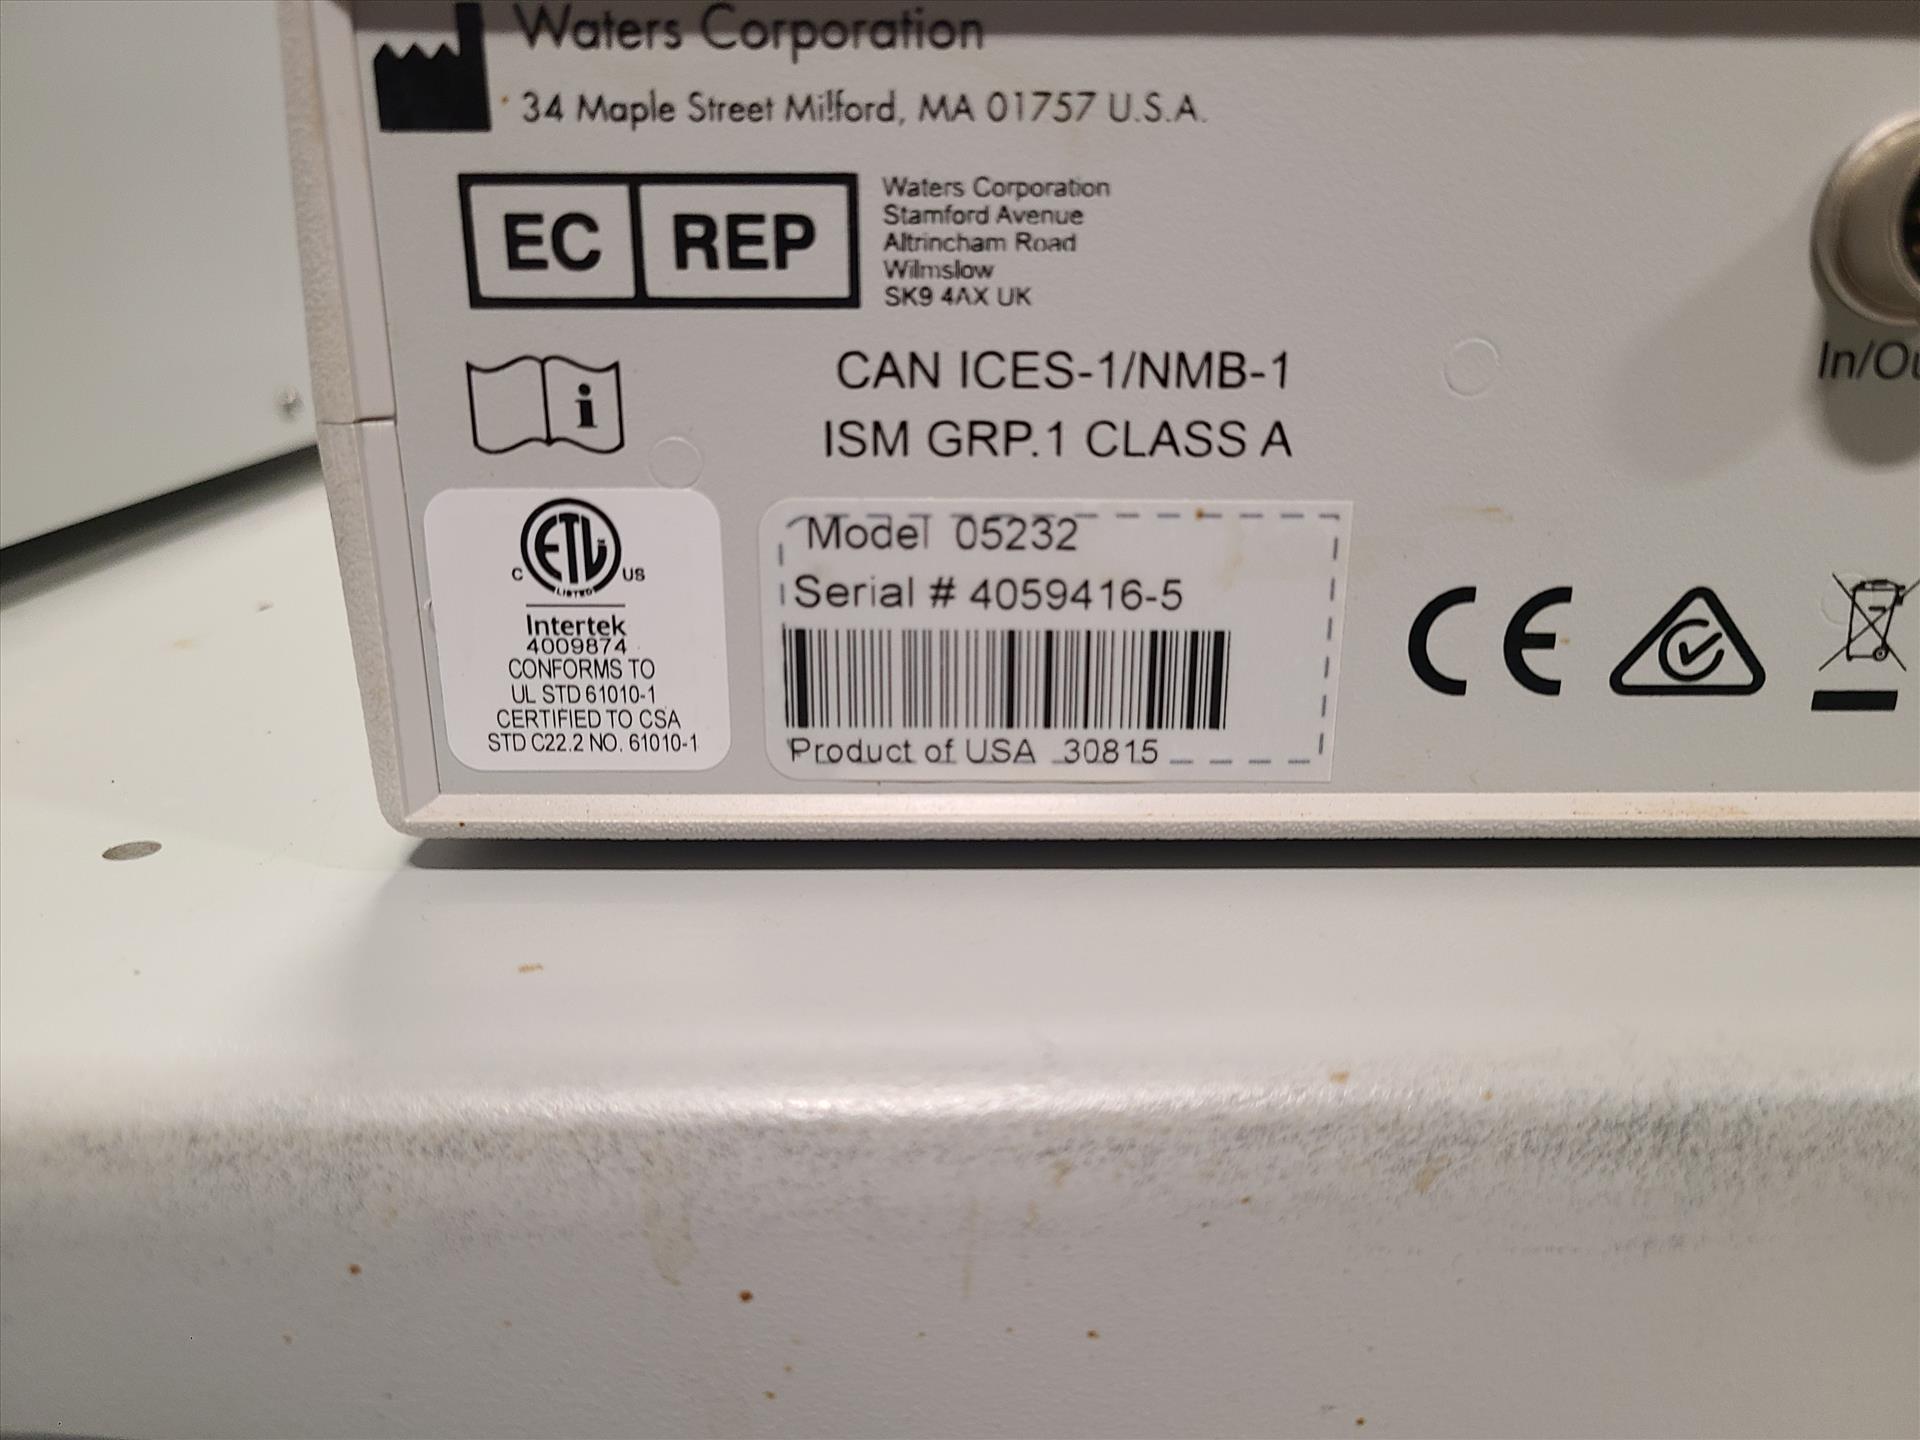 Waters Corporation
34 Maple Street Milford, MA 01757 U.S.A.
EC REP
Waters Corporation
Stamford Avenue
Altrincham Road
Wilmslow
SK9 4AX UK
In/Ou
i
CAN ICES-1/NMB-1
ISM GRP.1 CLASS A
ETL
C US
LISTED
Intertek
4009874
CONFORMS TO
UL STD 61010-1
CERTIFIED TO CSA
STD C22.2 NO. 61010-1
Model 05232
Serial # 4059416-5
Product of USA 30815
CE